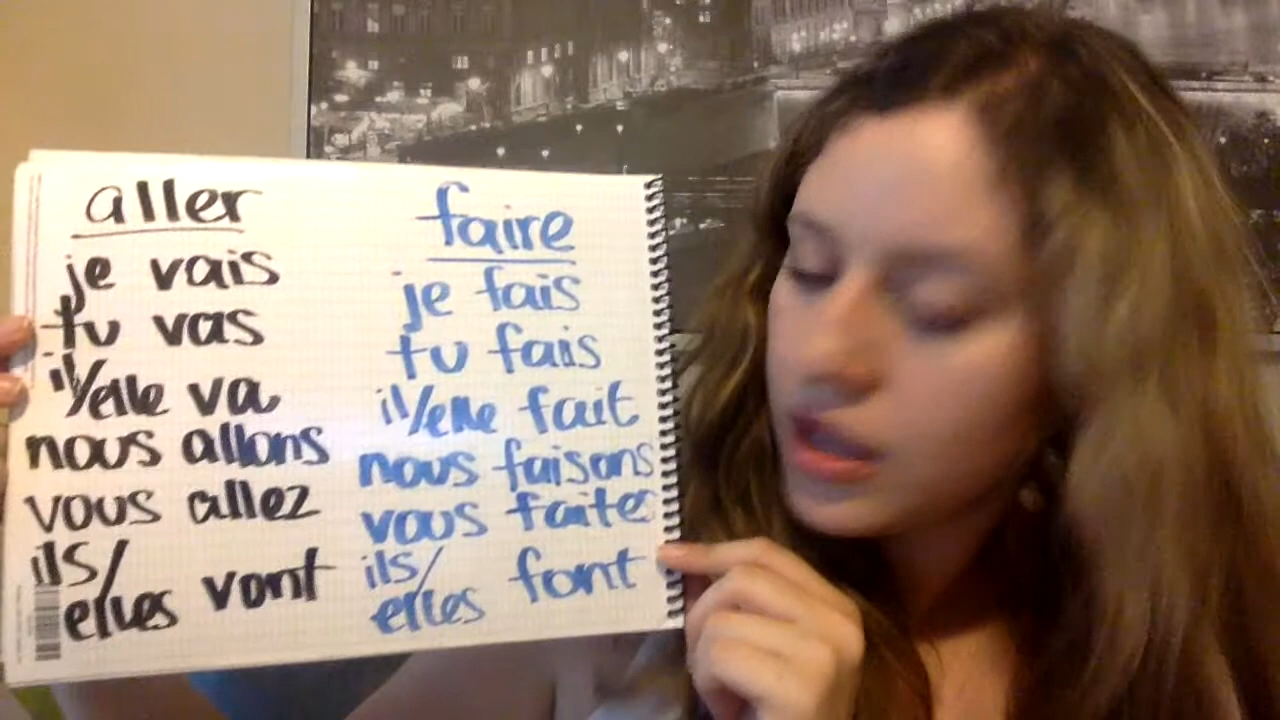 aller
je vais
tu vas
il/elle va
nous allons
vous allez
ils/
elles vont
faire
je fais
tu fais
il/elle fait
nous faisons
vous faites
ils/
elles font